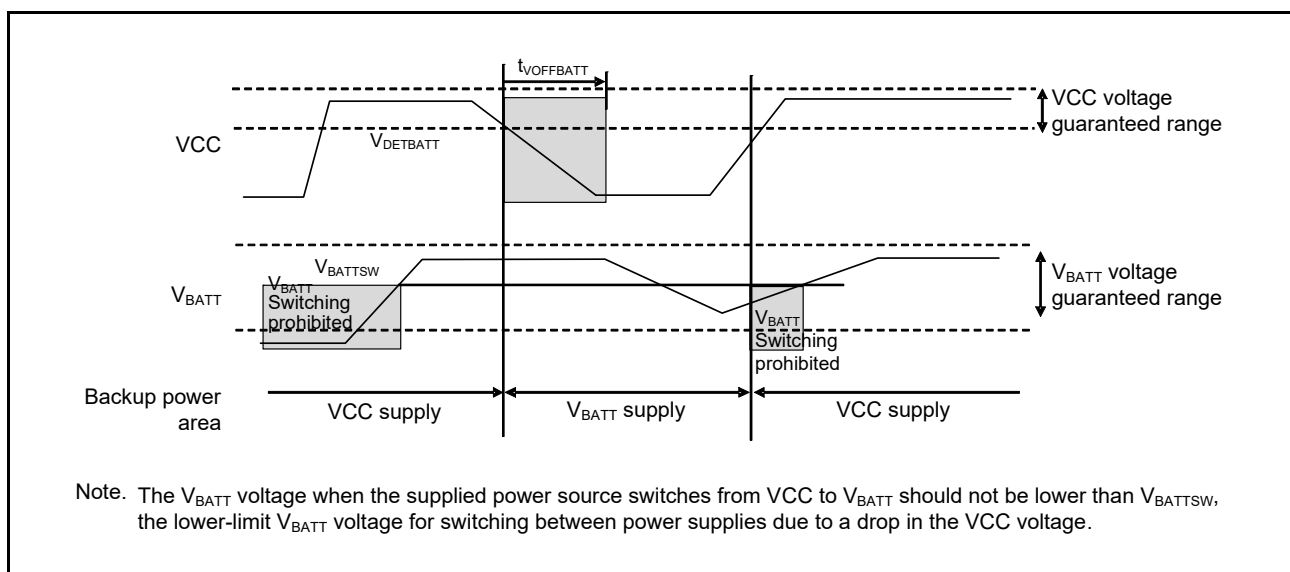 tVOFFBATT
VCC voltage
guaranteed range
VCC
VDETBATT
VBATTSW
VBATT
Switching
prohibited
VBATT
VBATT voltage
guaranteed range
VBATT
Switching
prohibited
Backup power
area
VCC supply
VBATT supply
VCC supply
Note. The VBATT voltage when the supplied power source switches from VCC to VBATT should not be lower than VBATTSW,
the lower-limit VBATT voltage for switching between power supplies due to a drop in the VCC voltage.